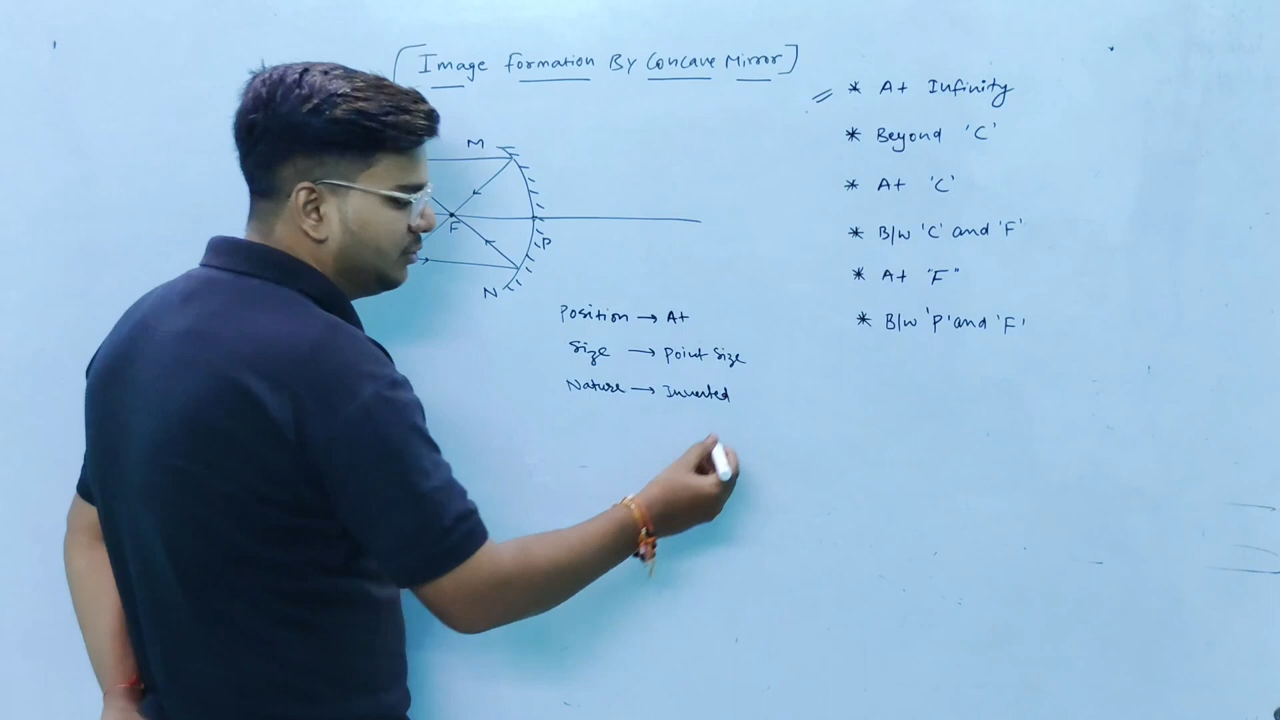 [Image formation By Concave Mirror]
M
F
P
N
Position → At
Size → Point Size
Nature → Inverted
* At Infinity
* Beyond 'C'
* At 'C'
* B/w 'C' and 'F'
* At 'F"
* B/w 'P' and 'F'